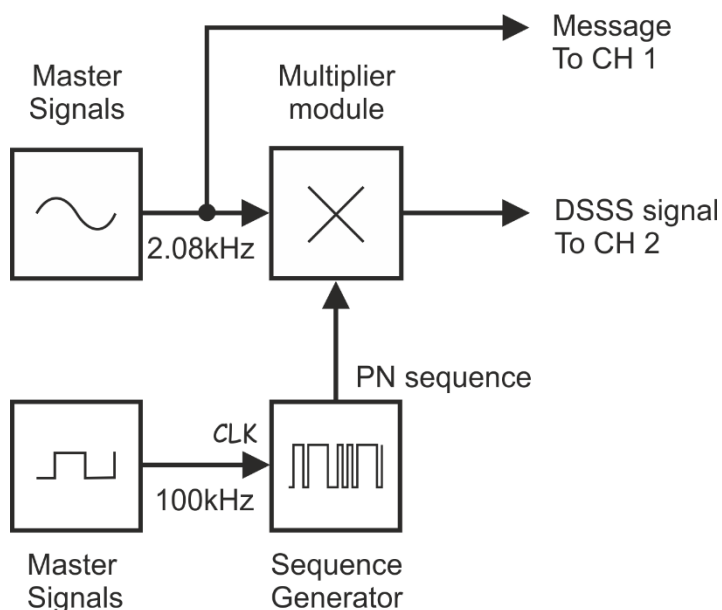 Message
To CH 1
Master
Signals
Multiplier
module
2.08kHz
DSSS signal
To CH 2
PN sequence
CLK
100kHz
Master
Signals
Sequence
Generator